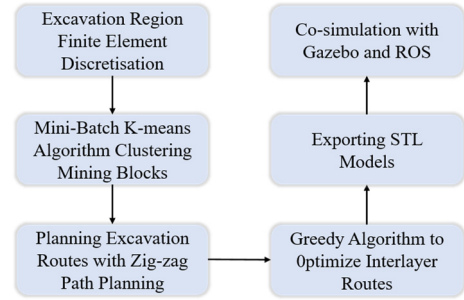 Excavation Region
Finite Element
Discretisation
Mini-Batch K-means
Algorithm Clustering
Mining Blocks
Planning Excavation
Routes with Zig-zag
Path Planning
Greedy Algorithm to
0ptimize Interlayer
Routes
Exporting STL
Models
Co-simulation with
Gazebo and ROS